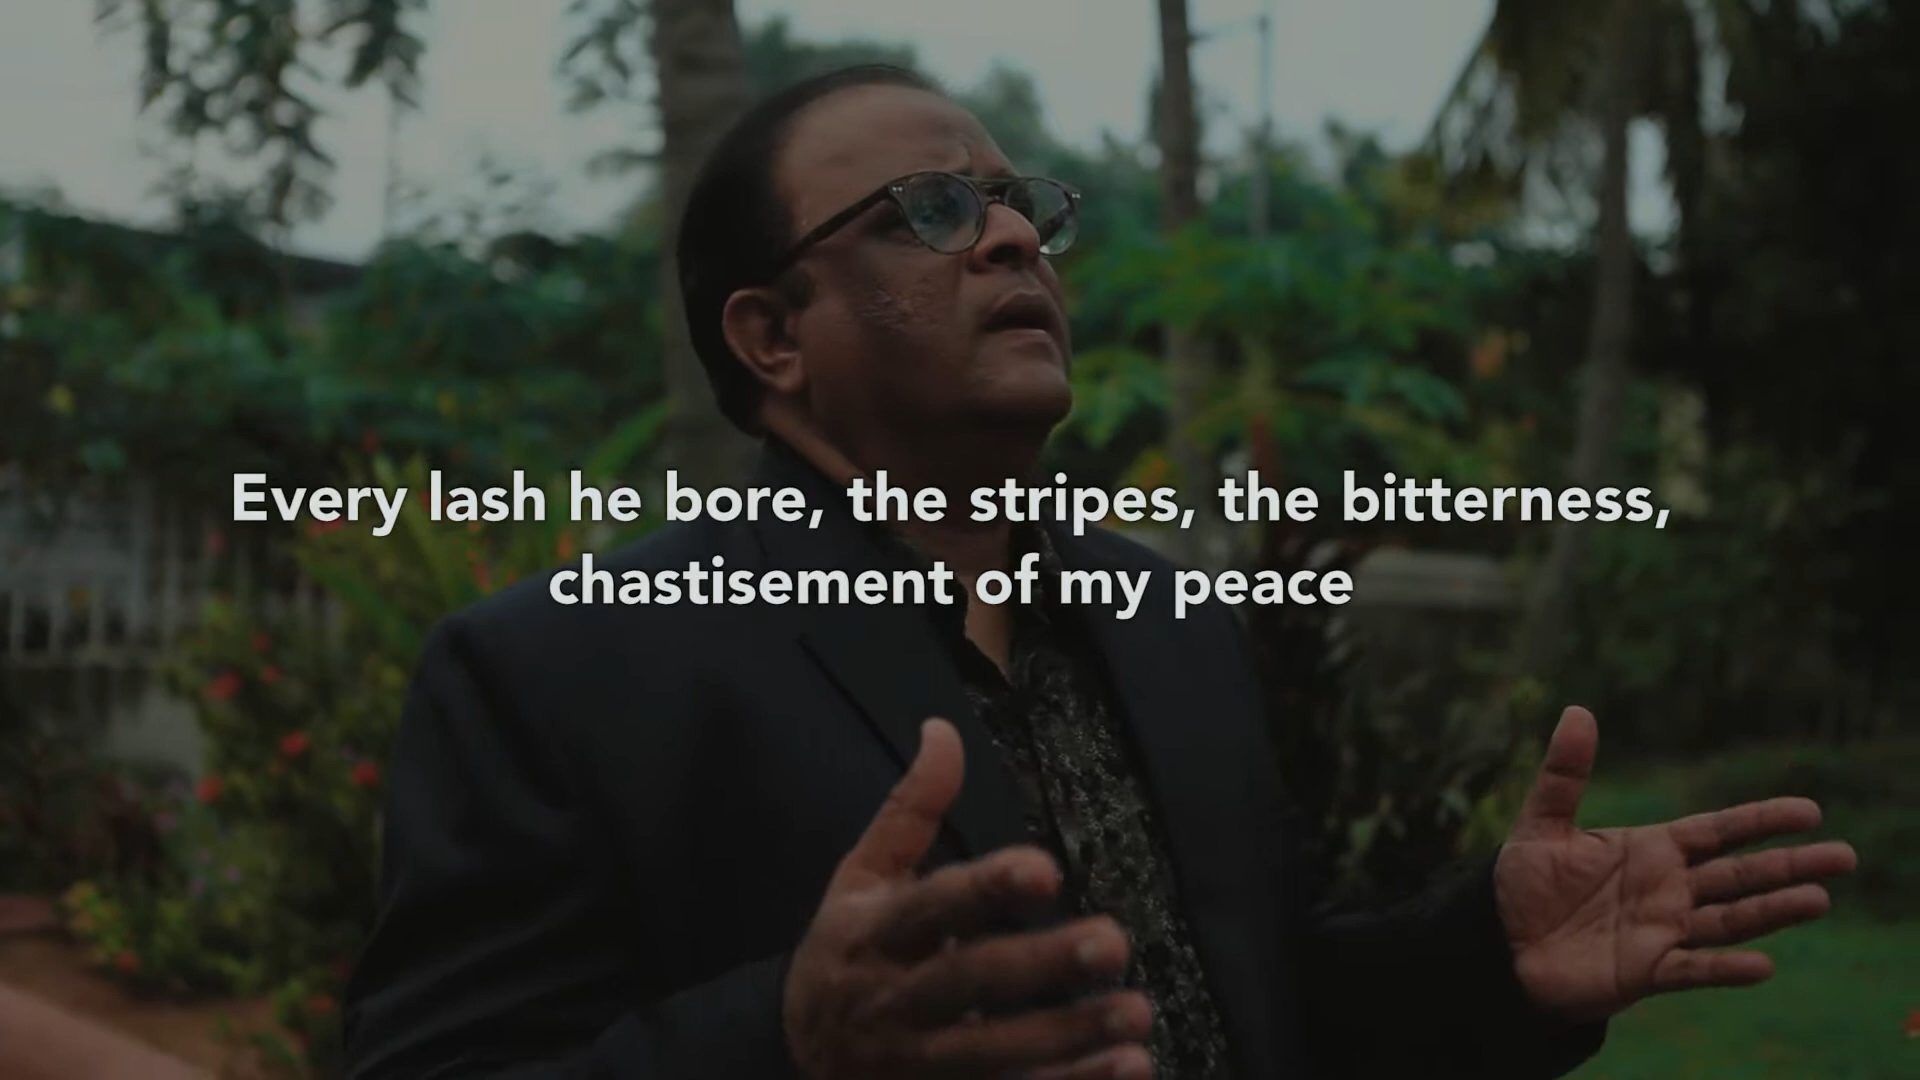 Every lash he bore, the stripes, the bitterness,
chastisement of my peace